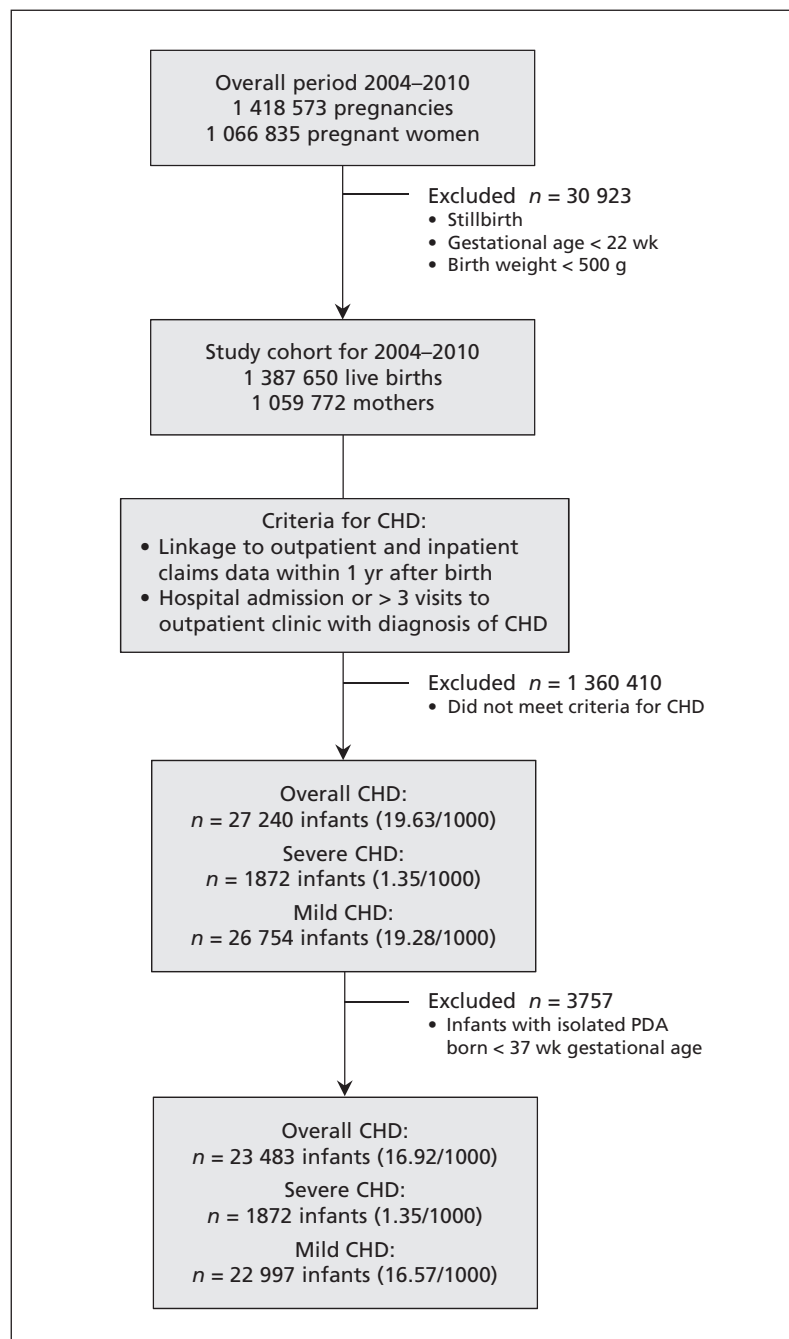 Overall period 2004–2010
1 418 573 pregnancies
1 066 835 pregnant women
Excluded n = 30 923
• Stillbirth
• Gestational age < 22 wk
• Birth weight < 500 g
Study cohort for 2004–2010
1 387 650 live births
1 059 772 mothers
Criteria for CHD:
• Linkage to outpatient and inpatient
claims data within 1 yr after birth
• Hospital admission or > 3 visits to
outpatient clinic with diagnosis of CHD
Excluded n = 1 360 410
• Did not meet criteria for CHD
Overall CHD:
n = 27 240 infants (19.63/1000)
Severe CHD:
n = 1872 infants (1.35/1000)
Mild CHD:
n = 26 754 infants (19.28/1000)
Excluded n = 3757
• Infants with isolated PDA
born < 37 wk gestational age
Overall CHD:
n = 23 483 infants (16.92/1000)
Severe CHD:
n = 1872 infants (1.35/1000)
Mild CHD:
n = 22 997 infants (16.57/1000)